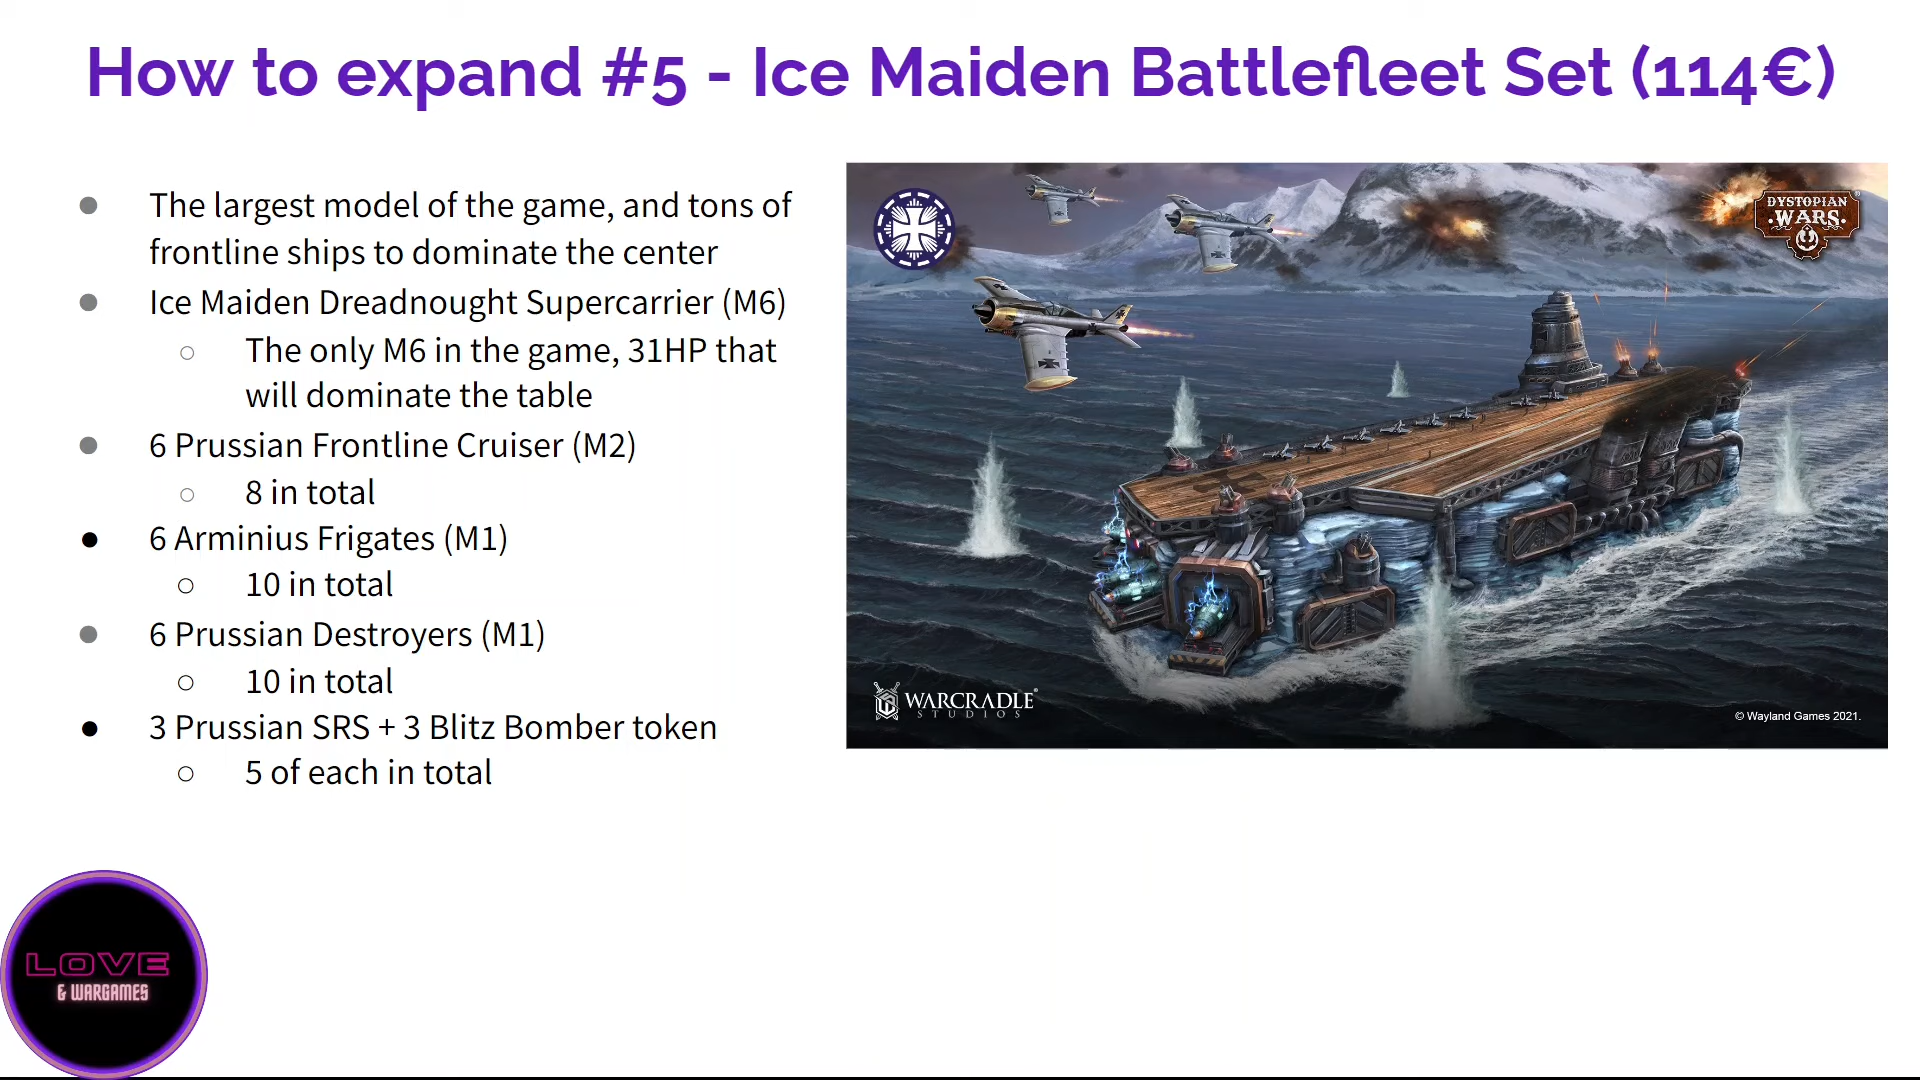 How to expand #5 - Ice Maiden Battlefleet Set (114€)
The largest model of the game, and tons of
frontline ships to dominate the center
Ice Maiden Dreadnought Supercarrier (M6)
The only M6 in the game, 31HP that
will dominate the table
6 Prussian Frontline Cruiser (M2)
8 in total
6 Arminius Frigates (M1)
10 in total
6 Prussian Destroyers (M1)
10 in total
3 Prussian SRS + 3 Blitz Bomber token
5 of each in total
DYSTOPIAN
WARS
WARCRADLE
STUDIOS
© Wayland Games 2021.
LOVE
& WARGAMES